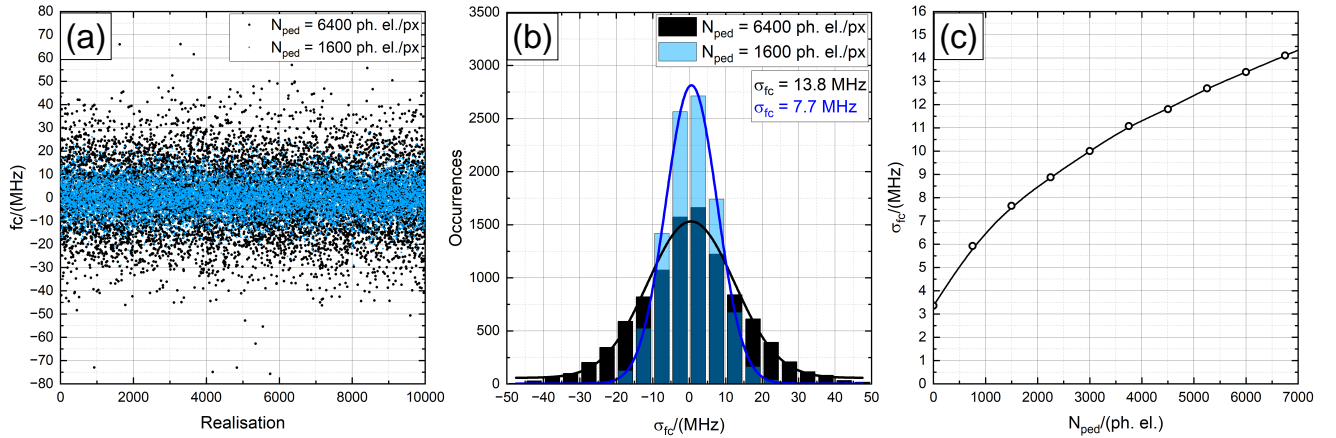 (a)
N_ped = 6400 ph. el./px
N_ped = 1600 ph. el./px
80
70
60
50
40
30
20
10
0
−10
−20
−30
−40
−50
−60
−70
−80
fc/(MHz)
0 2000 4000 6000 8000 10000
Realisation
(b)
N_ped = 6400 ph. el./px
N_ped = 1600 ph. el./px
σ_fc = 13.8 MHz
σ_fc = 7.7 MHz
3500
3000
2500
2000
1500
1000
500
0
Occurrences
−50 −40 −30 −20 −10 0 10 20 30 40 50
σ_fc/(MHz)
(c)
16
15
14
13
12
11
10
9
8
7
6
5
4
3
2
1
0
σ_fc/(MHz)
0 1000 2000 3000 4000 5000 6000 7000
N_ped/(ph. el.)